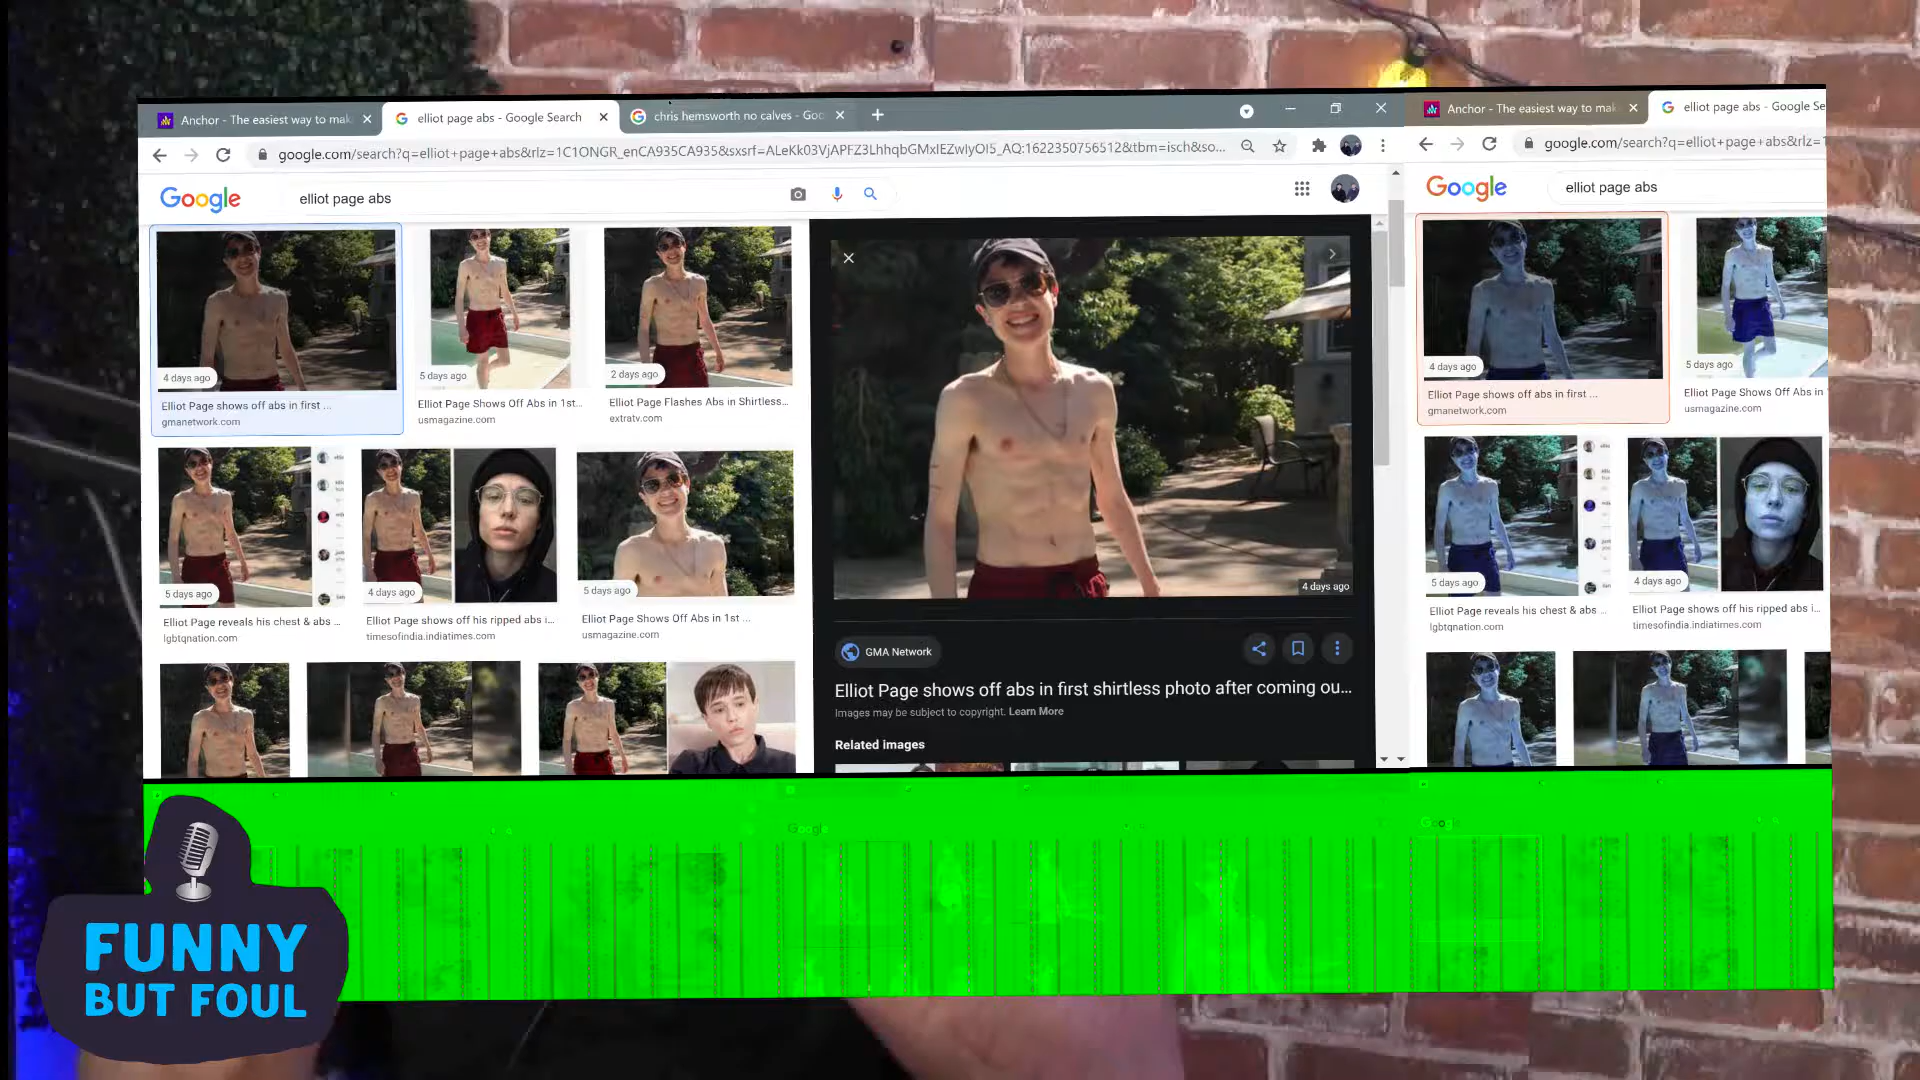 Anchor - The easiest way to mak
elliot page abs - Google Search
chris hemsworth no calves - Goo
google.com/search?q=elliot+page+abs&rlz=1C1ONGR_enCA935CA935&sxsrf=
Google
elliot page abs
4 days ago
5 days ago
2 days ago
Elliot Page shows off abs in first ...
gmanetwork.com
Elliot Page Shows Off Abs in 1st...
usmagazine.com
Elliot Page Flashes Abs in Shirtless...
extratv.com
5 days ago
4 days ago
5 days ago
Elliot Page reveals his chest & abs ...
lgbtqnation.com
Elliot Page shows off his ripped abs i...
timesofindia.indiatimes.com
Elliot Page Shows Off Abs in 1st ...
usmagazine.com
4 days ago
GMA Network
Elliot Page shows off abs in first shirtless photo after coming ou...
Images may be subject to copyright. Learn More
Related images
Anchor - The easiest way to mak
elliot page abs - Google Se
google.com/search?q=elliot+page+abs&rlz=1
Google
elliot page abs
4 days ago
5 days ago
Elliot Page shows off abs in first ...
gmanetwork.com
Elliot Page Shows Off Abs in
usmagazine.com
5 days ago
4 days ago
Elliot Page reveals his chest & abs ...
lgbtqnation.com
Elliot Page shows off his ripped abs i...
timesofindia.indiatimes.com
Google
Google
FUNNY
BUT FOUL